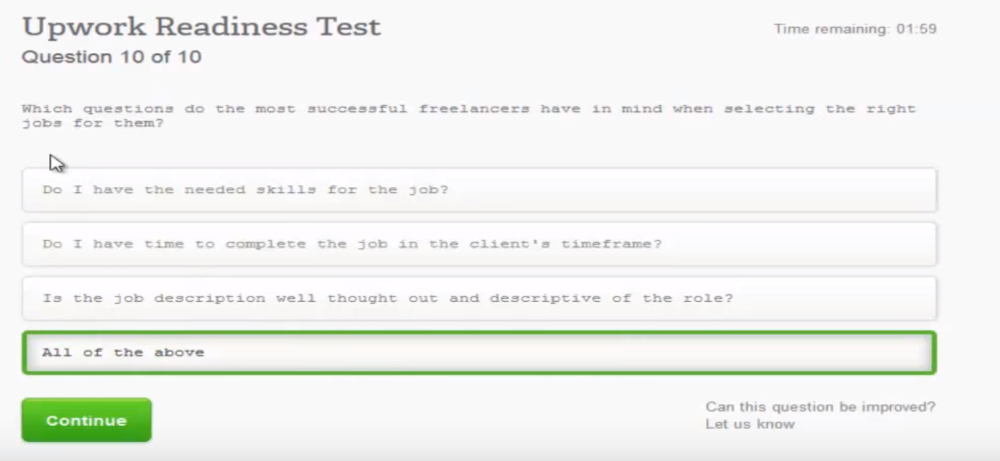 Upwork Readiness Test
Time remaining: 01:59
Question 10 of 10
Which questions do the most successful freelancers have in mind when selecting the right
jobs for them?
Do I have the needed skills for the job?
Do I have time to complete the job in the client's timeframe?
Is the job description well thought out and descriptive of the role?
All of the above
Continue
Can this question be improved?
Let us know